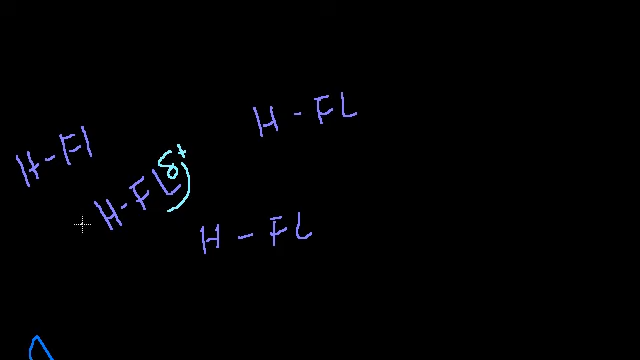 H - FL
H - Fl
H - FL δ+
H - FL